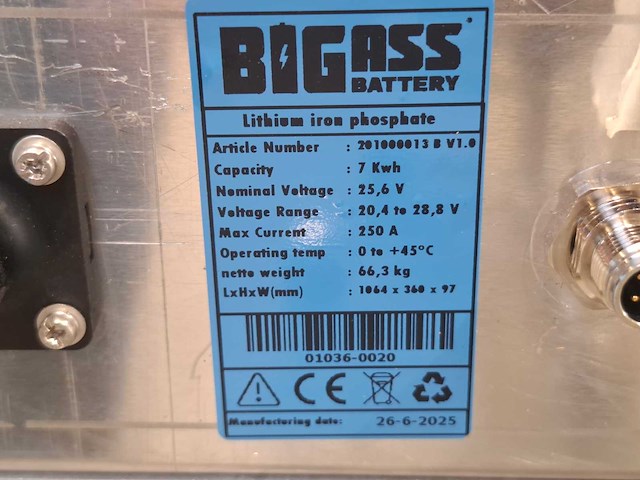 BIGASS
BATTERY
Lithium iron phosphate
Article Number : 201000013 B V1.0
Capacity : 7 Kwh
Nominal Voltage : 25,6 V
Voltage Range : 20,4 to 28,8 V
Max Current : 250 A
Operating temp : 0 to +45°C
netto weight : 66,3 kg
LxHxW(mm) : 1064 x 360 x 97
01036-0020
CE
Manufacturing date: 26-6-2025